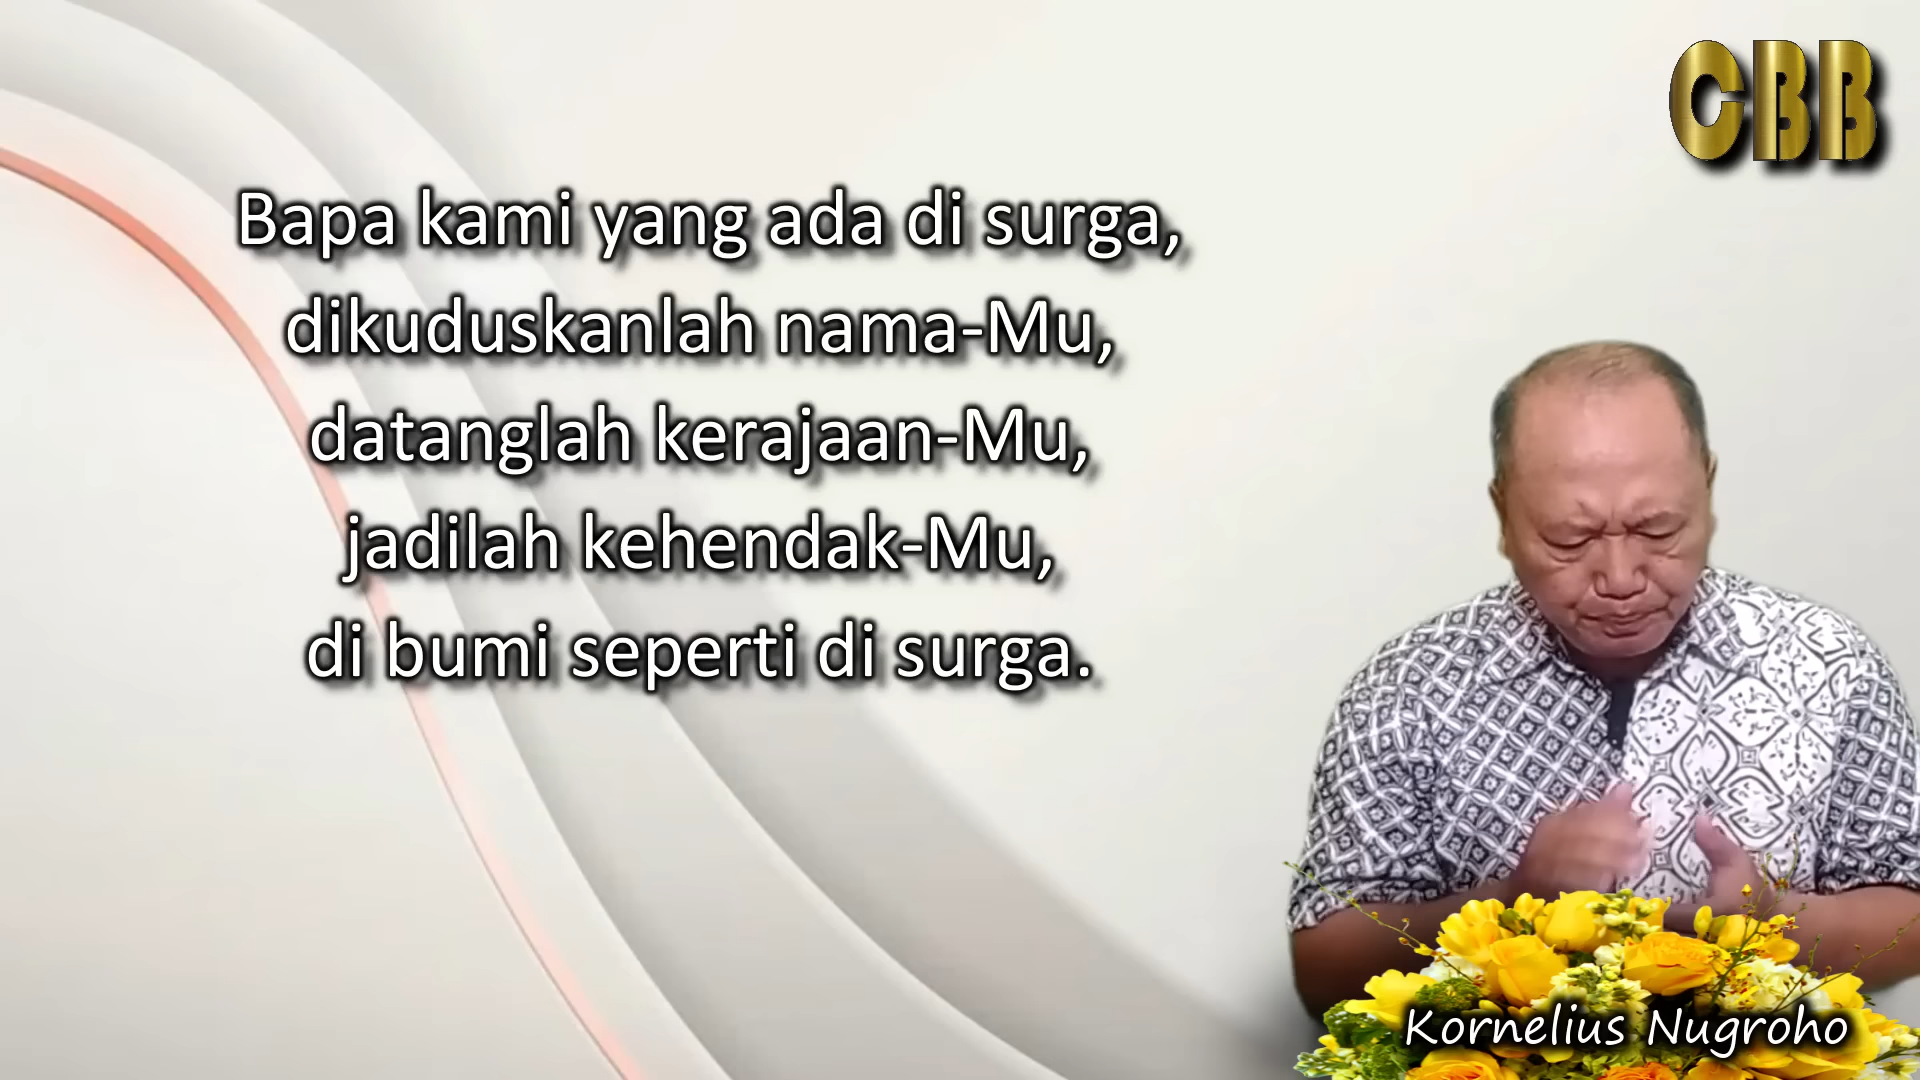 CBB
Bapa kami yang ada di surga,
dikuduskanlah nama-Mu,
datanglah kerajaan-Mu,
jadilah kehendak-Mu,
di bumi seperti di surga.
Kornelius Nugroho